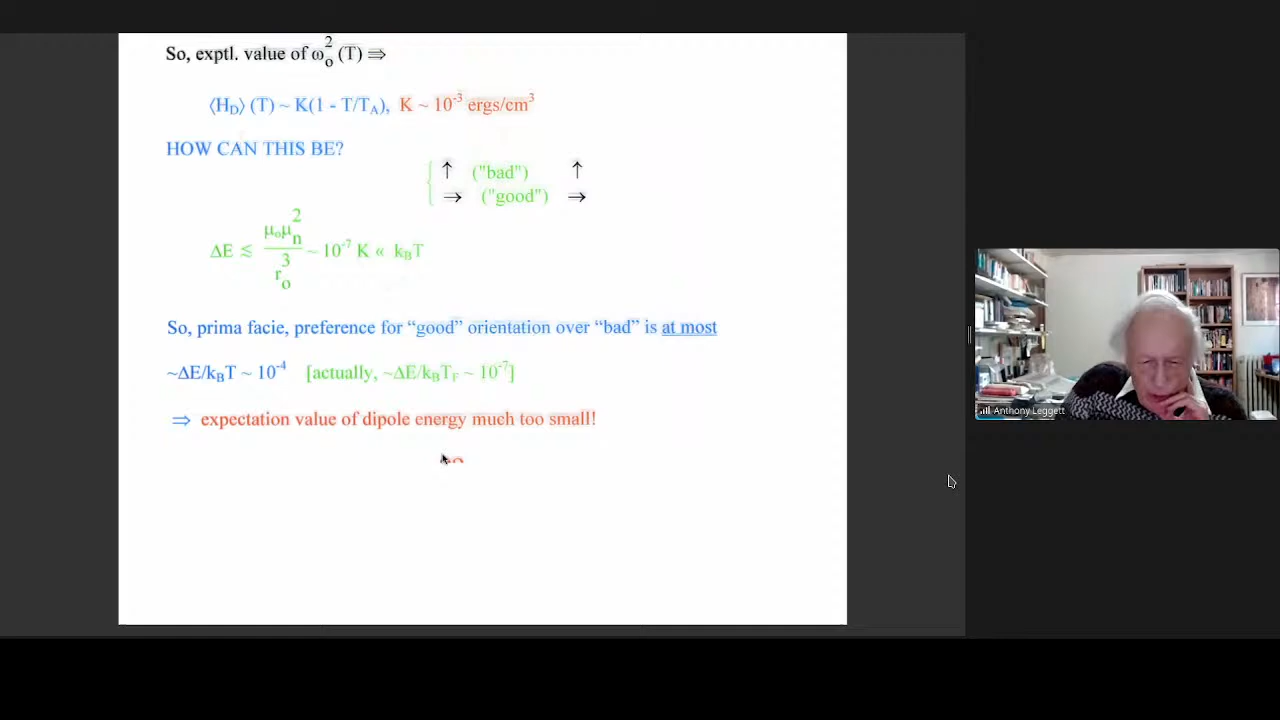 So, exptl. value of ω₀² (T) ⇒
⟨H_D⟩ (T) ~ K(1 - T/T_A), K ~ 10⁻³ ergs/cm³
HOW CAN THIS BE?
{ ↑ ("bad") ↑
→ ("good") →
ΔE ≲ μ₀μₙ² / r₀³ ~ 10⁻⁷ K « k_BT
So, prima facie, preference for “good” orientation over “bad” is at most
~ΔE/k_BT ~ 10⁻⁴ [actually, ~ΔE/k_BT_F ~ 10⁻⁷]
⇒ expectation value of dipole energy much too small!
Anthony Leggett